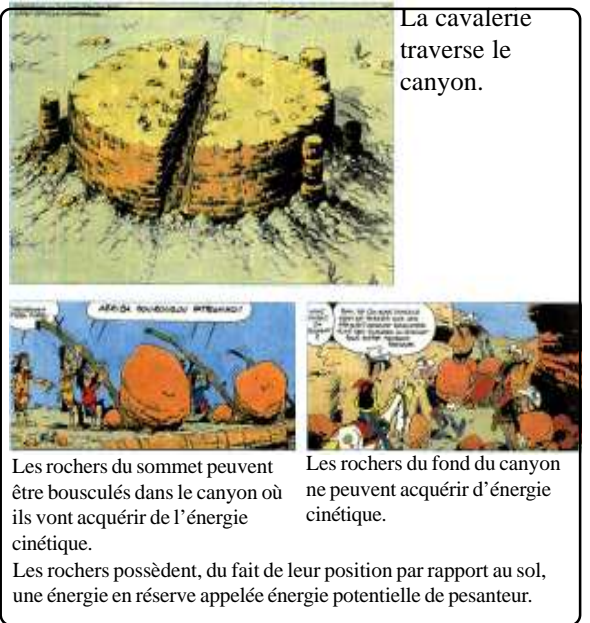 La cavalerie
traverse le
canyon.
Les rochers du sommet peuvent
être bousculés dans le canyon où
ils vont acquérir de l’énergie
cinétique.
Les rochers du fond du canyon
ne peuvent acquérir d’énergie
cinétique.
Les rochers possèdent, du fait de leur position par rapport au sol,
une énergie en réserve appelée énergie potentielle de pesanteur.